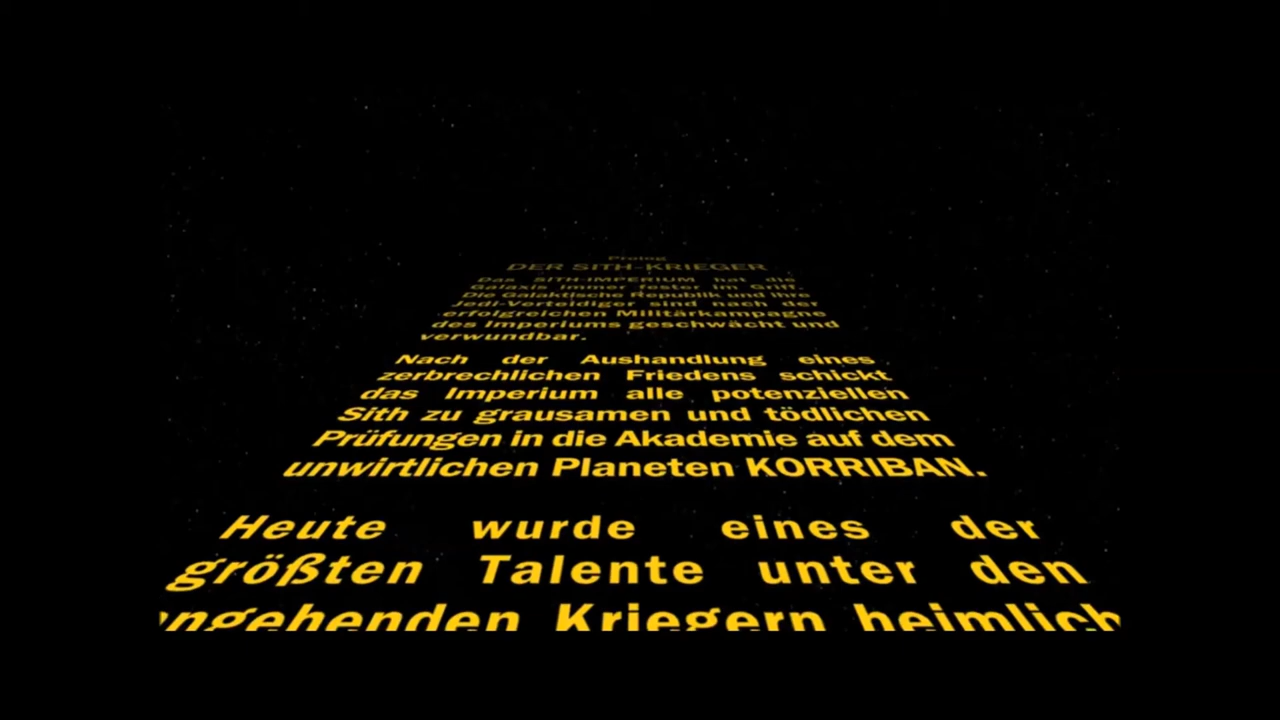 Prolog
DER SITH-KRIEGER
Das SITH-IMPERIUM hat die
Galaxis immer fester im Griff.
Die Galaktische Republik und ihre
Jedi-Verteidiger sind nach der
erfolgreichen Militärkampagne
des Imperiums geschwächt und
verwundbar.
Nach der Aushandlung eines
zerbrechlichen Friedens schickt
das Imperium alle potenziellen
Sith zu grausamen und tödlichen
Prüfungen in die Akademie auf dem
unwirtlichen Planeten KORRIBAN.
Heute wurde eines der
größten Talente unter den
angehenden Kriegern heimlich